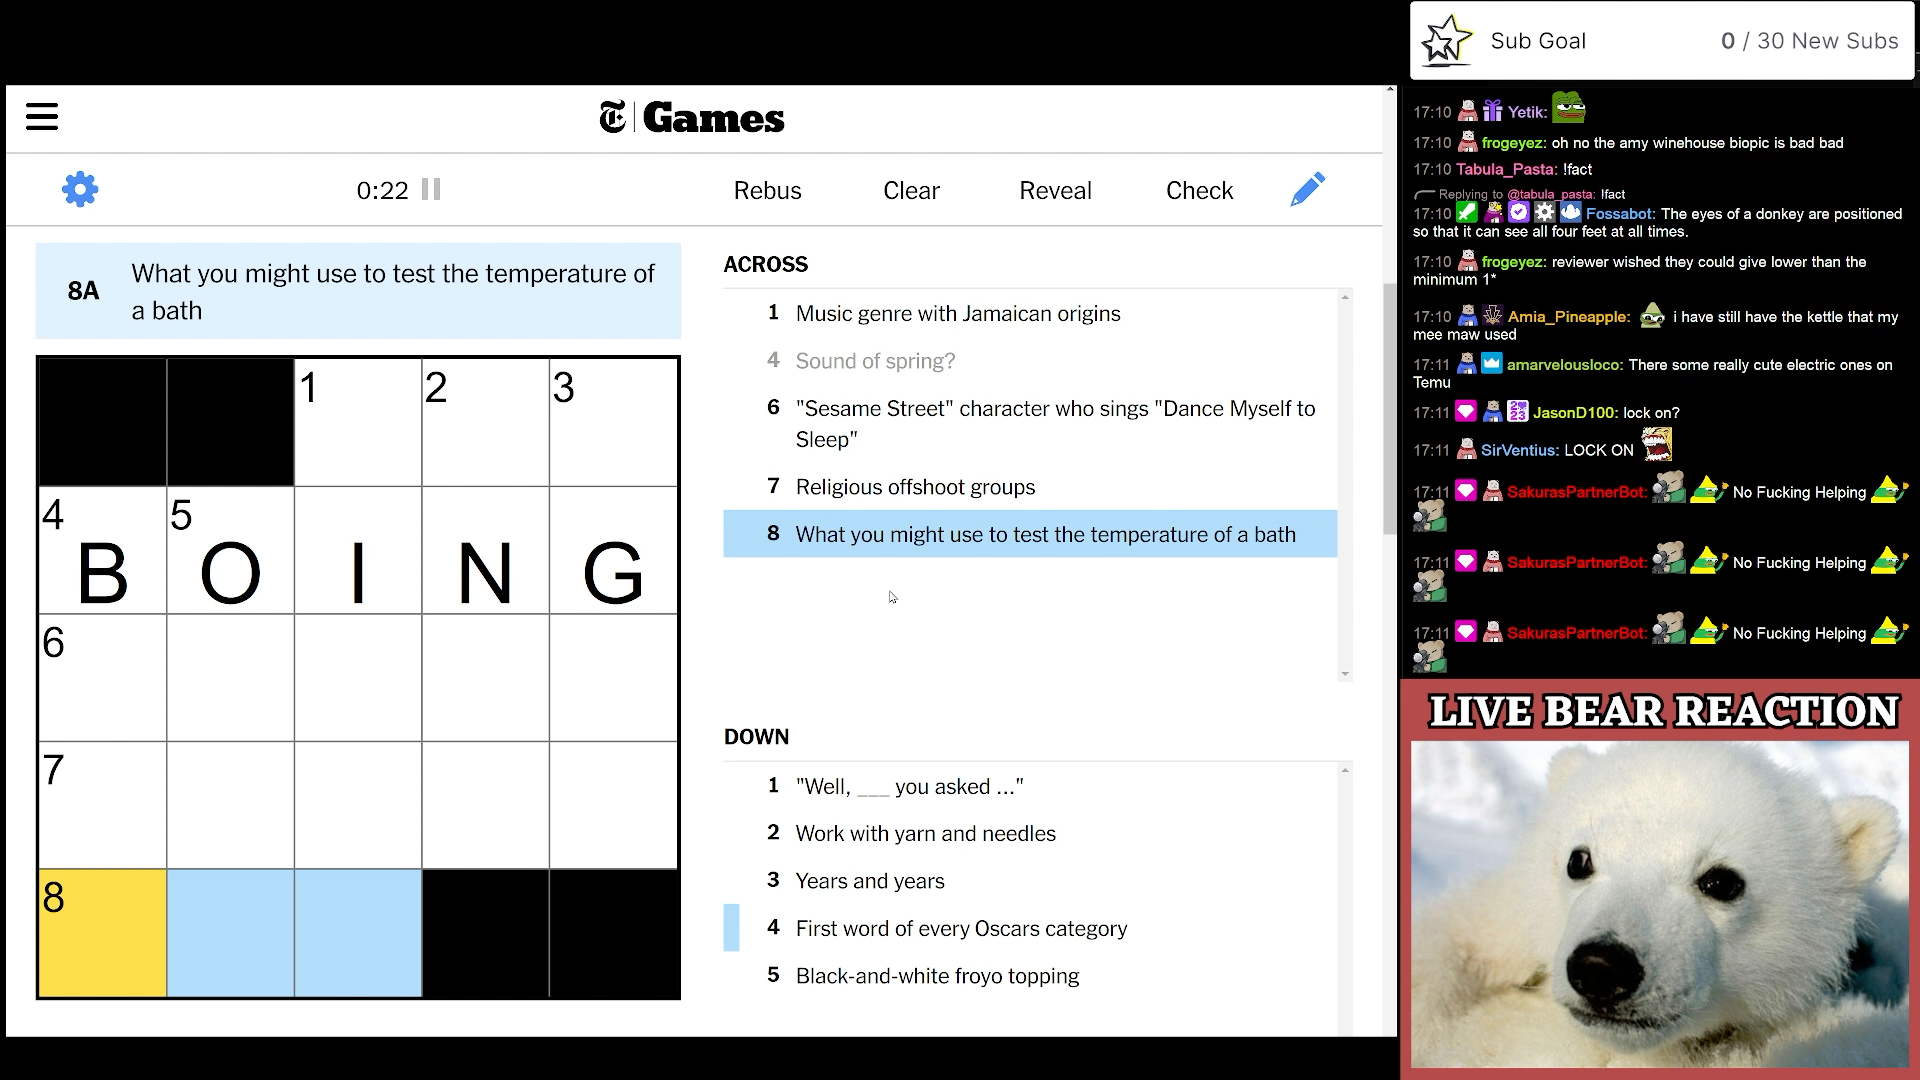 Games
0:22
Rebus
Clear
Reveal
Check
8A What you might use to test the temperature of
a bath
1 2 3
4 B 5 O I N G
6
7
8
ACROSS
1 Music genre with Jamaican origins
4 Sound of spring?
6 "Sesame Street" character who sings "Dance Myself to
Sleep"
7 Religious offshoot groups
8 What you might use to test the temperature of a bath
DOWN
1 "Well, ___ you asked ..."
2 Work with yarn and needles
3 Years and years
4 First word of every Oscars category
5 Black-and-white froyo topping
Sub Goal 0 / 30 New Subs
17:10 Yetik:
17:10 frogeyez: oh no the amy winehouse biopic is bad bad
17:10 Tabula_Pasta: !fact
Replying to @tabula_pasta: !fact
17:10 Fossabot: The eyes of a donkey are positioned
so that it can see all four feet at all times.
17:10 frogeyez: reviewer wished they could give lower than the
minimum 1*
17:10 Amia_Pineapple: i have still have the kettle that my
mee maw used
17:11 amarvelousloco: There some really cute electric ones on
Temu
17:11 JasonD100: lock on?
17:11 SirVentius: LOCK ON
17:11 SakurasPartnerBot: No Fucking Helping
17:11 SakurasPartnerBot: No Fucking Helping
17:11 SakurasPartnerBot: No Fucking Helping
LIVE BEAR REACTION